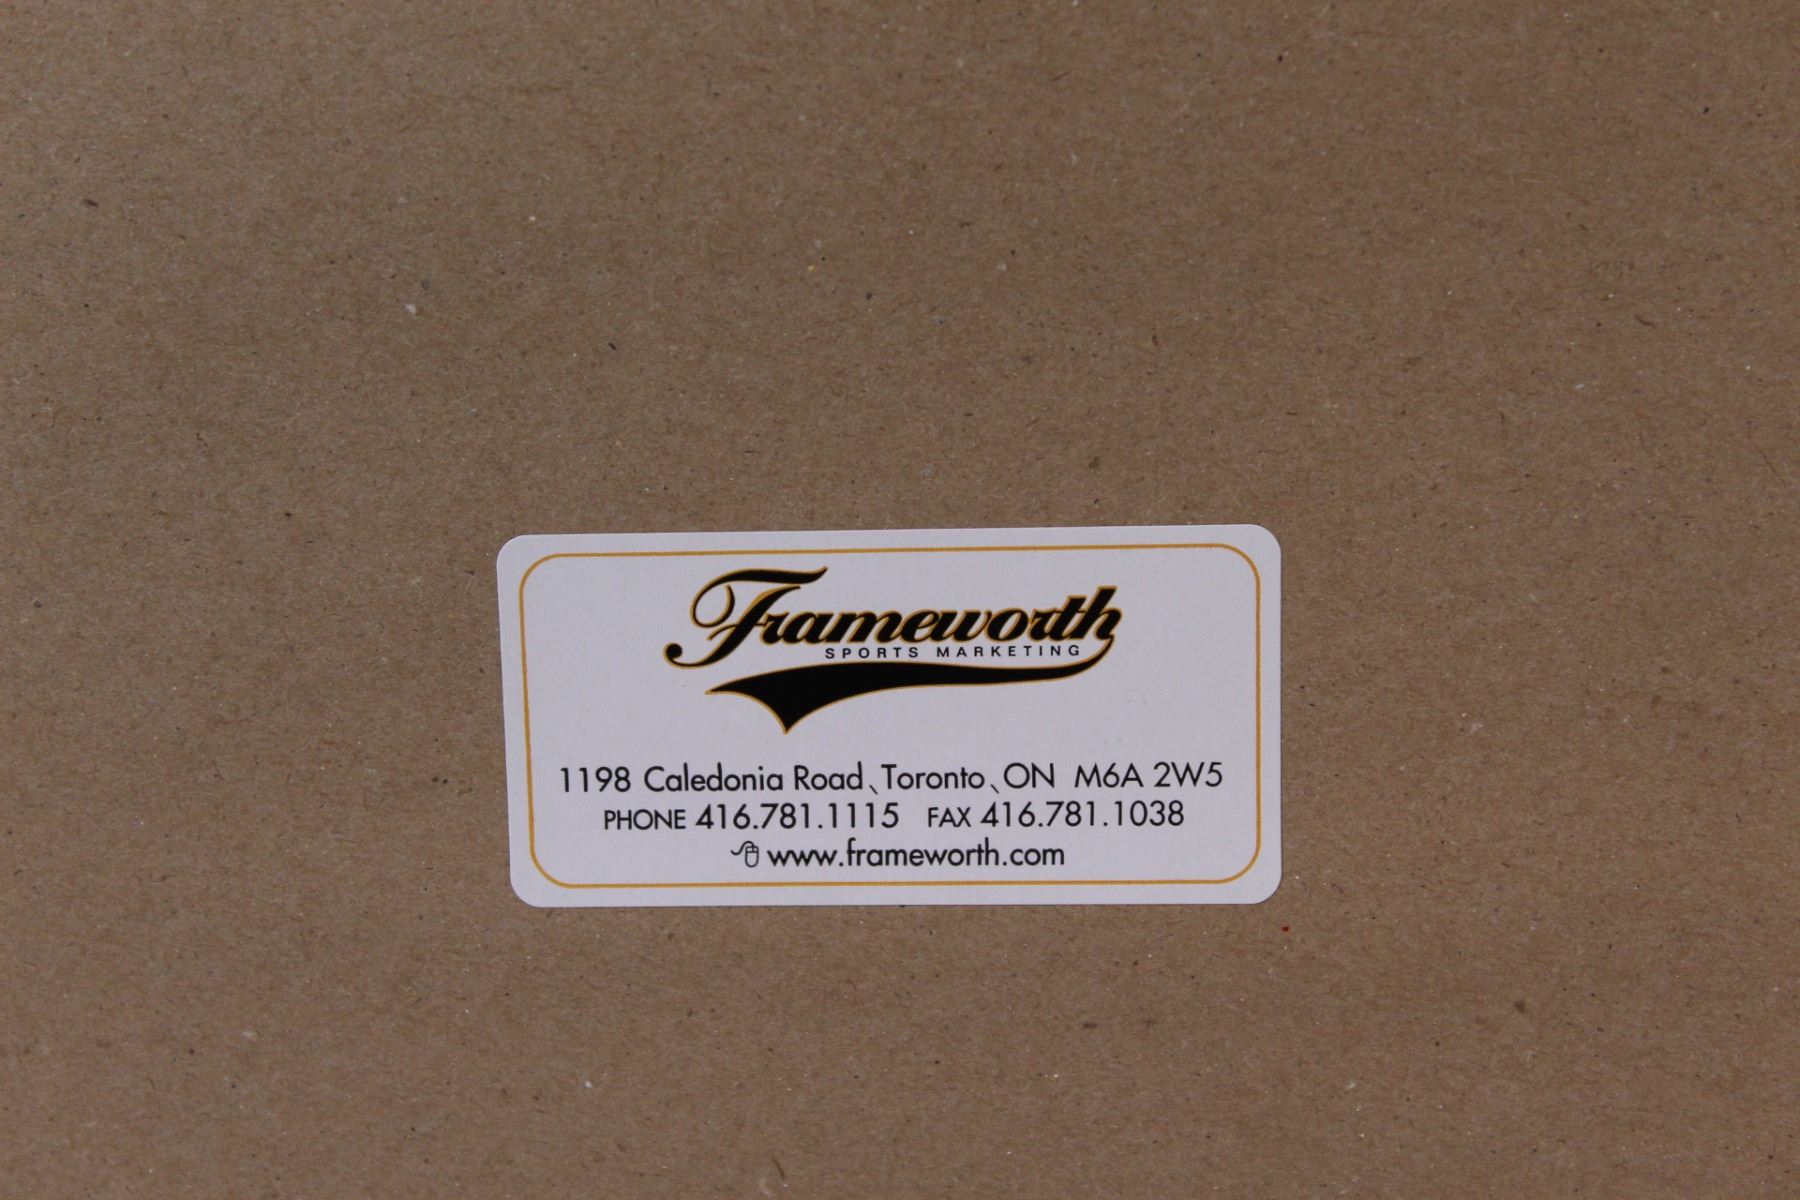 Frameworth
SPORTS MARKETING
1198 Caledonia Road, Toronto, ON M6A 2W5
PHONE 416.781.1115 FAX 416.781.1038
www.frameworth.com